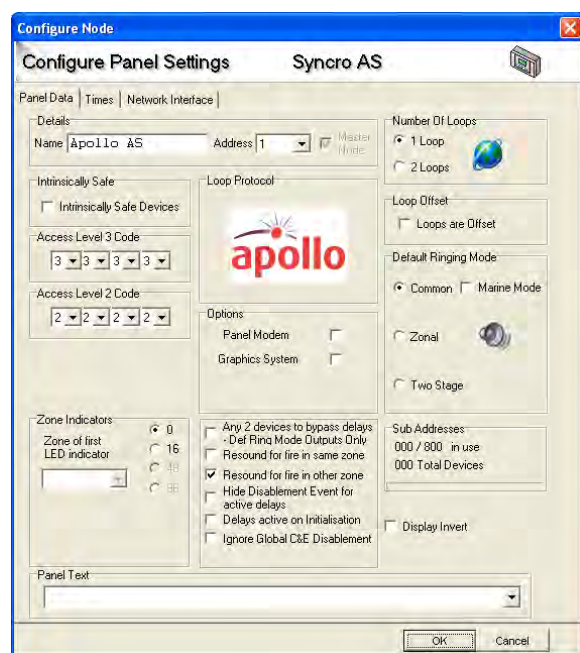 Configure Node
Configure Panel Settings Syncro AS
Panel Data Times Network Interface
Details
Name Apollo AS Address 1 Master Node
Number Of Loops
1 Loop
2 Loops
Intrinsically Safe
Intrinsically Safe Devices
Loop Protocol
apollo
Loop Offset
Loops are Offset
Access Level 3 Code
3 3 3 3
Access Level 2 Code
2 2 2 2
Default Ringing Mode
Common Marine Mode
Zonal
Two Stage
Options
Panel Modem
Graphics System
Zone Indicators
Zone of first
LED indicator
0
16
48
96
Any 2 devices to bypass delays
- Def Ring Mode Outputs Only
Resound for fire in same zone
Resound for fire in other zone
Hide Disablement Event for
active delays
Delays active on Initialisation
Ignore Global C&E Disablement
Sub Addresses
000 / 800 in use
000 Total Devices
Display Invert
Panel Text
OK Cancel